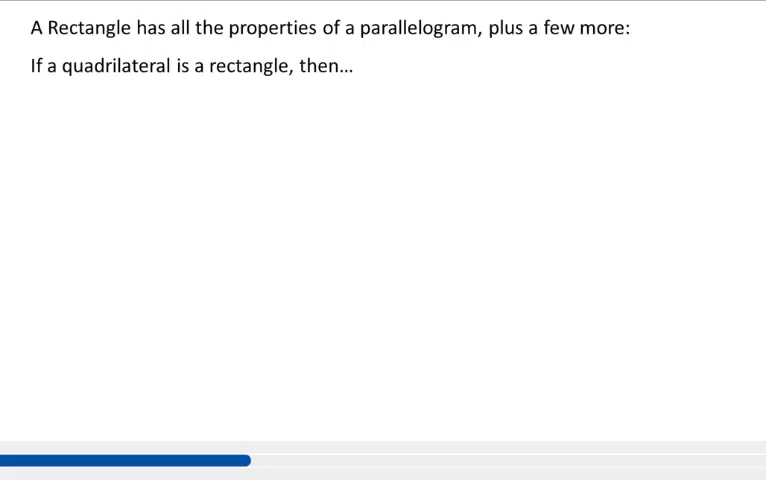 A Rectangle has all the properties of a parallelogram, plus a few more:
If a quadrilateral is a rectangle, then...